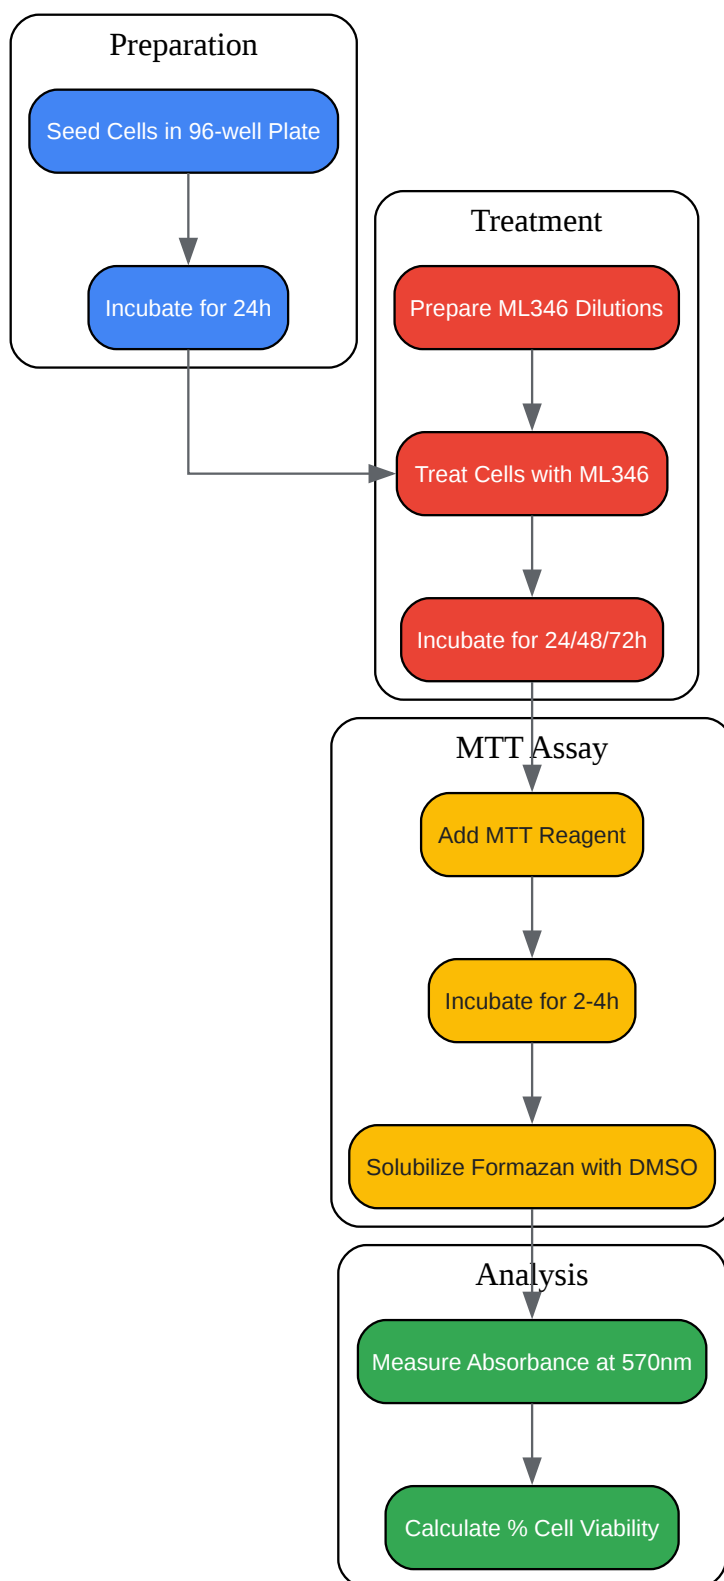 Preparation
Seed Cells in 96-well Plate
Incubate for 24h
Treatment
Prepare ML346 Dilutions
Treat Cells with ML346
Incubate for 24/48/72h
MTT Assay
Add MTT Reagent
Incubate for 2-4h
Solubilize Formazan with DMSO
Analysis
Measure Absorbance at 570nm
Calculate % Cell Viability